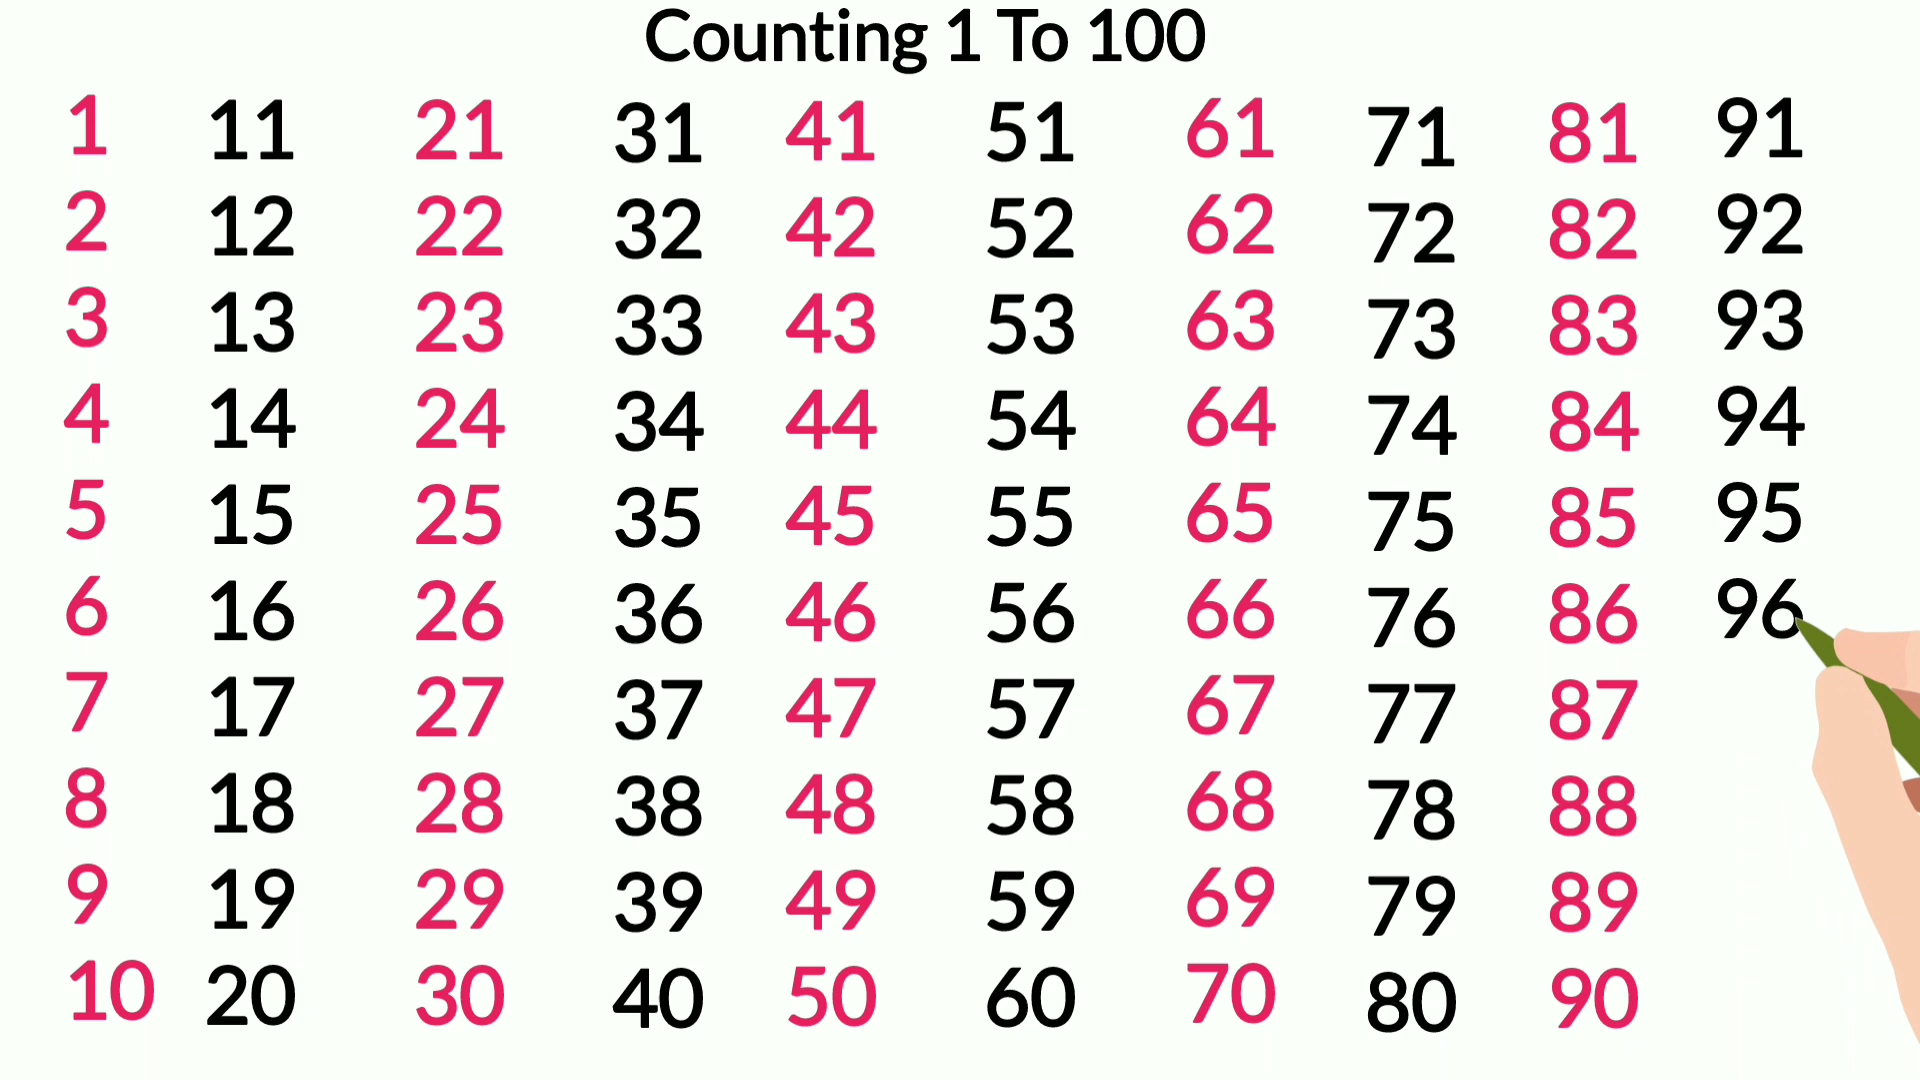 Counting 1 To 100
1 11 21 31 41 51 61 71 81 91
2 12 22 32 42 52 62 72 82 92
3 13 23 33 43 53 63 73 83 93
4 14 24 34 44 54 64 74 84 94
5 15 25 35 45 55 65 75 85 95
6 16 26 36 46 56 66 76 86 96
7 17 27 37 47 57 67 77 87
8 18 28 38 48 58 68 78 88
9 19 29 39 49 59 69 79 89
10 20 30 40 50 60 70 80 90